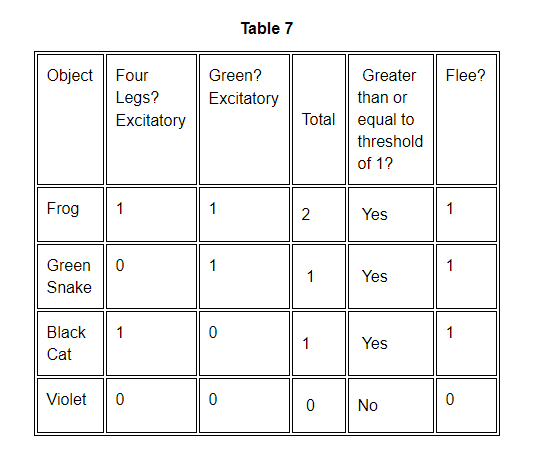 Table 7
Object
Four
Legs?
Excitatory
Green?
Excitatory
Total
Greater
than or
equal to
threshold
of 1?
Flee?
Frog
1
1
2
Yes
1
Green
Snake
0
1
1
Yes
1
Black
Cat
1
0
1
Yes
1
Violet
0
0
0
No
0